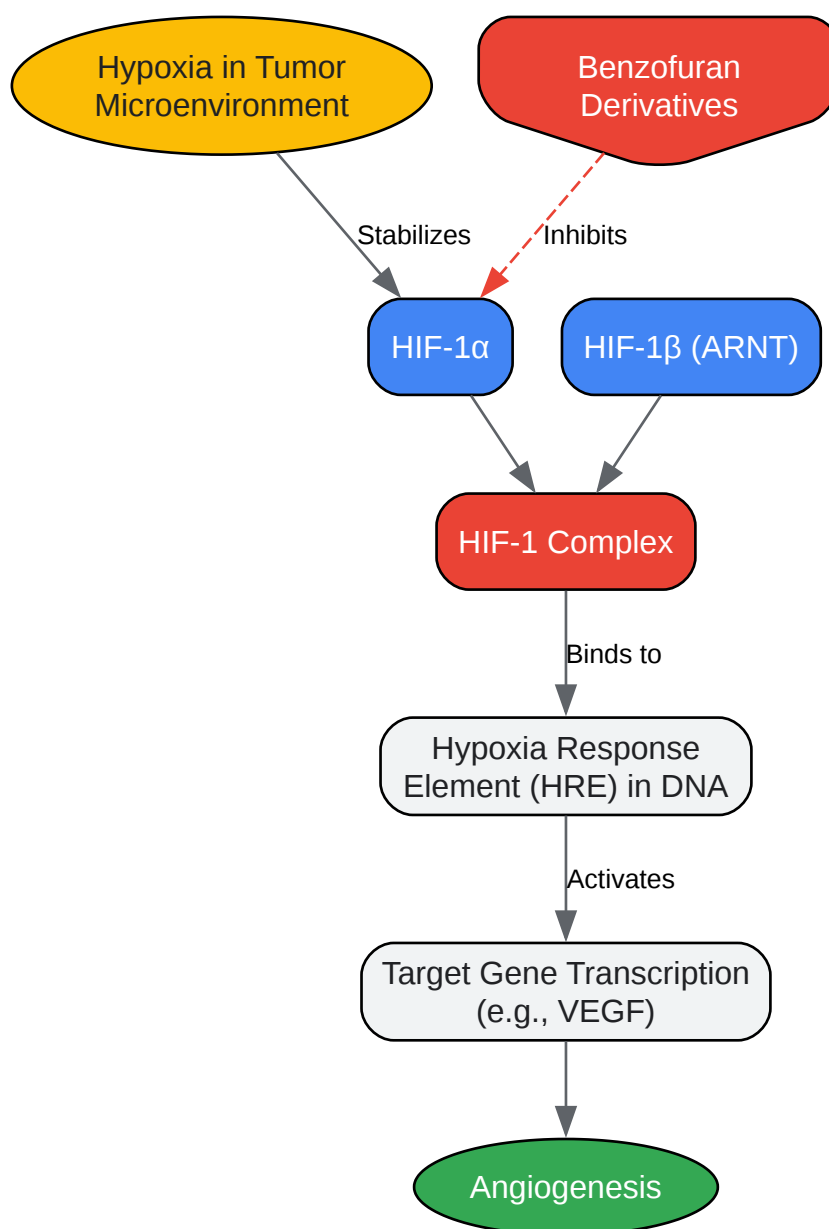 Hypoxia in Tumor
Microenvironment
Benzofuran
Derivatives
Stabilizes
Inhibits
HIF-1α
HIF-1β (ARNT)
HIF-1 Complex
Binds to
Hypoxia Response
Element (HRE) in DNA
Activates
Target Gene Transcription
(e.g., VEGF)
Angiogenesis